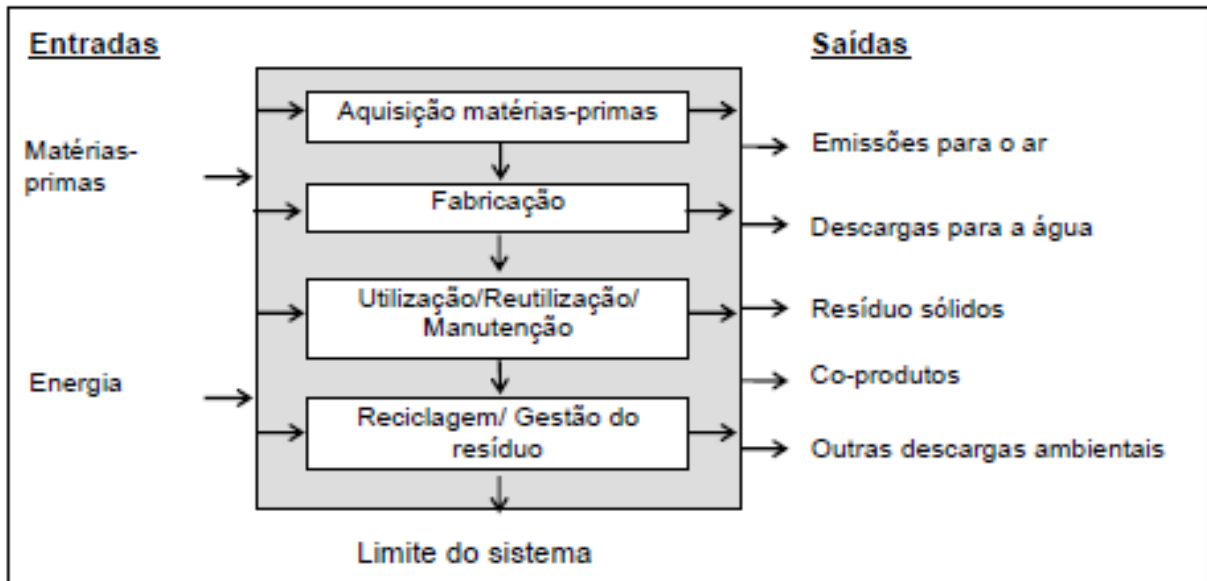 Entradas
Saídas
Aquisição matérias-primas
Matérias-
primas
Emissões para o ar
Fabricação
Descargas para a água
Utilização/Reutilização/
Manutenção
Resíduo sólidos
Energia
Co-produtos
Reciclagem/ Gestão do
resíduo
Outras descargas ambientais
Limite do sistema